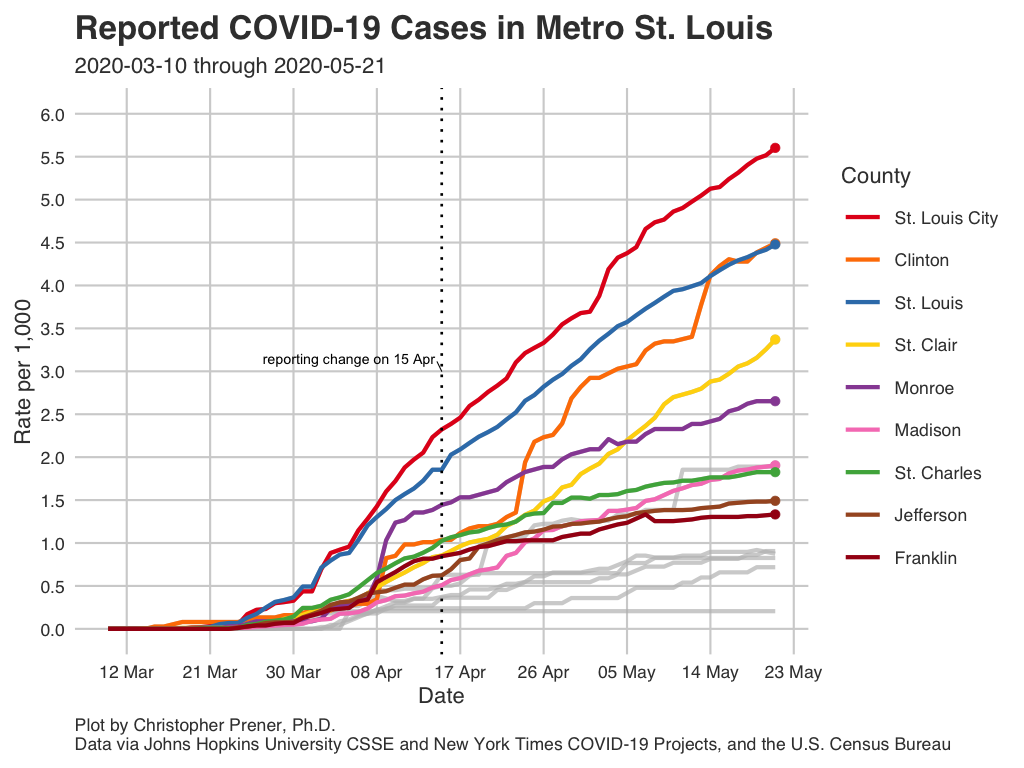 Reported COVID-19 Cases in Metro St. Louis
2020-03-10 through 2020-05-21
Rate per 1,000
6.0
5.5
5.0
4.5
4.0
3.5
3.0
2.5
2.0
1.5
1.0
0.5
0.0
reporting change on 15 Apr
12 Mar
21 Mar
30 Mar
08 Apr
17 Apr
26 Apr
05 May
14 May
23 May
Date
County
St. Louis City
Clinton
St. Louis
St. Clair
Monroe
Madison
St. Charles
Jefferson
Franklin
Plot by Christopher Prener, Ph.D.
Data via Johns Hopkins University CSSE and New York Times COVID-19 Projects, and the U.S. Census Bureau